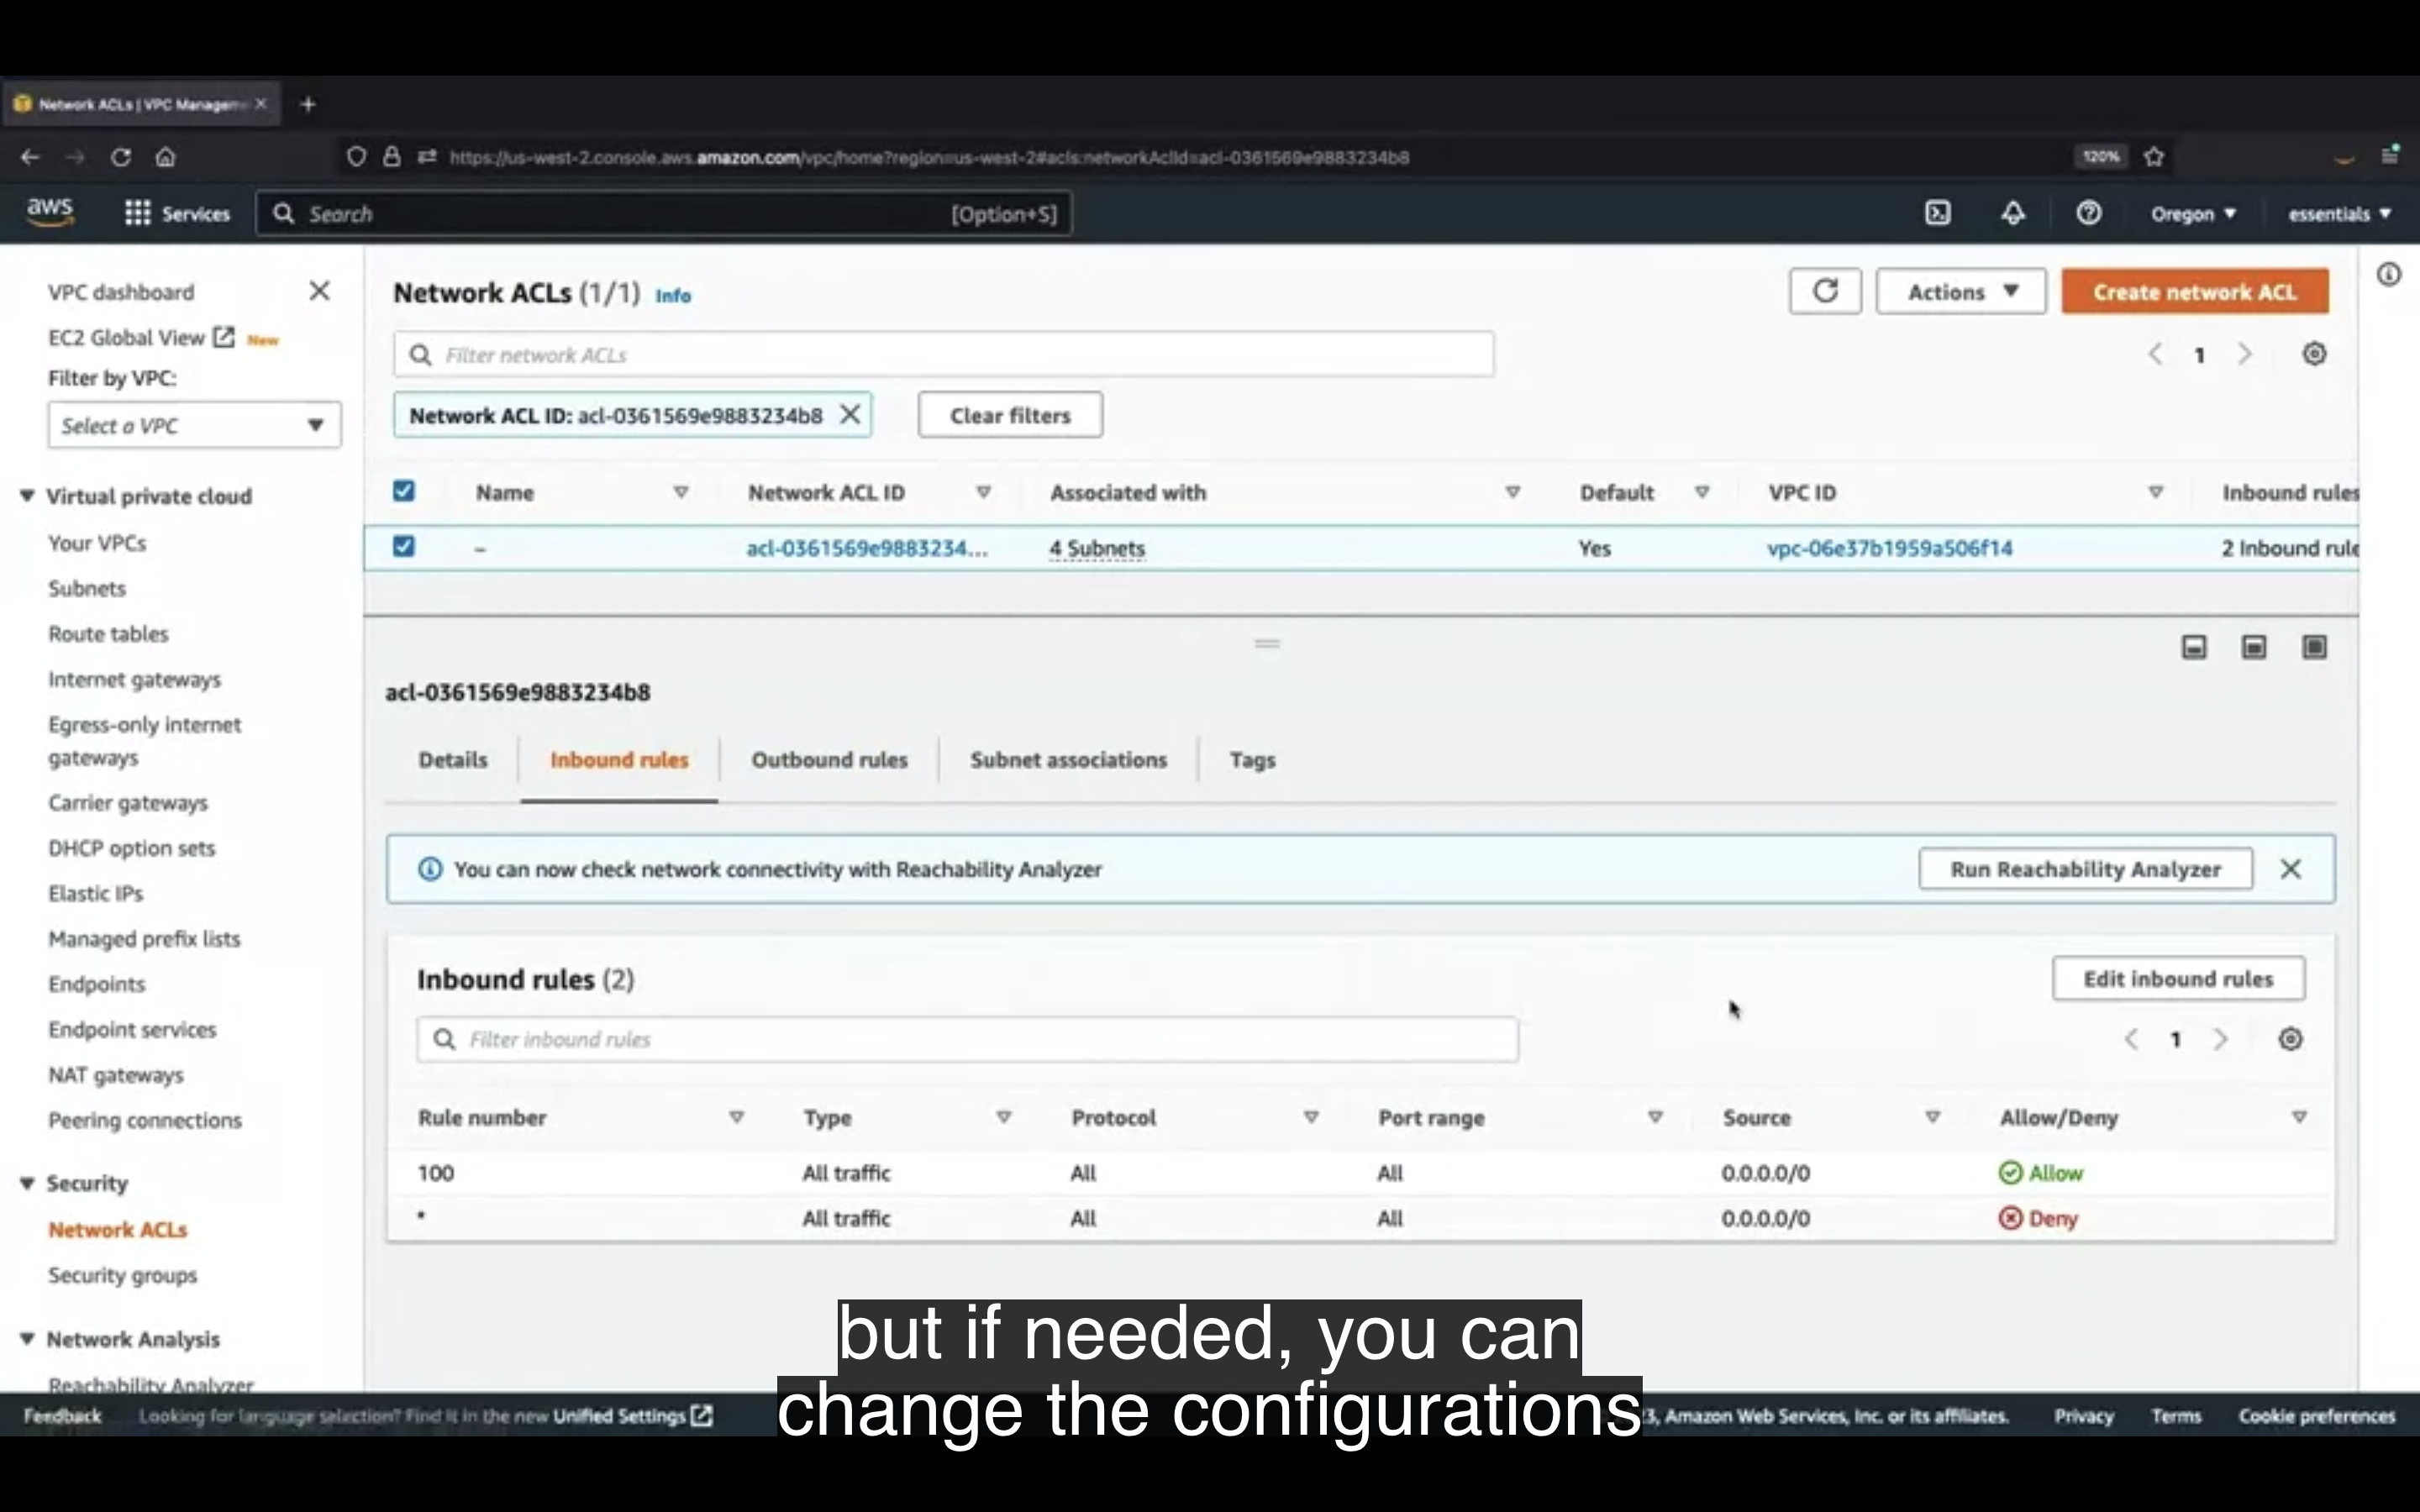 Network ACLs | VPC Managem
https://us-west-2.console.aws.amazon.com/vpc/home?region=us-west-2#acls:networkAclId=acl-0361569e9883234b8
120%
aws
Services
Search
[Option+S]
Oregon
essentials
VPC dashboard
EC2 Global View New
Filter by VPC:
Select a VPC
Virtual private cloud
Your VPCs
Subnets
Route tables
Internet gateways
Egress-only internet
gateways
Carrier gateways
DHCP option sets
Elastic IPs
Managed prefix lists
Endpoints
Endpoint services
NAT gateways
Peering connections
Security
Network ACLs
Security groups
Network Analysis
Reachability Analyzer
Network ACLs (1/1) Info
Actions
Create network ACL
Filter network ACLs
1
Network ACL ID: acl-0361569e9883234b8
Clear filters
Name Network ACL ID Associated with Default VPC ID Inbound rules
– acl-0361569e9883234... 4 Subnets Yes vpc-06e37b1959a506f14 2 Inbound rule
acl-0361569e9883234b8
Details Inbound rules Outbound rules Subnet associations Tags
You can now check network connectivity with Reachability Analyzer
Run Reachability Analyzer
Inbound rules (2)
Edit inbound rules
Filter inbound rules
1
Rule number Type Protocol Port range Source Allow/Deny
100 All traffic All All 0.0.0.0/0 Allow
* All traffic All All 0.0.0.0/0 Deny
but if needed, you can
change the configurations
Feedback Looking for language selection? Find it in the new Unified Settings
3, Amazon Web Services, Inc. or its affiliates. Privacy Terms Cookie preferences